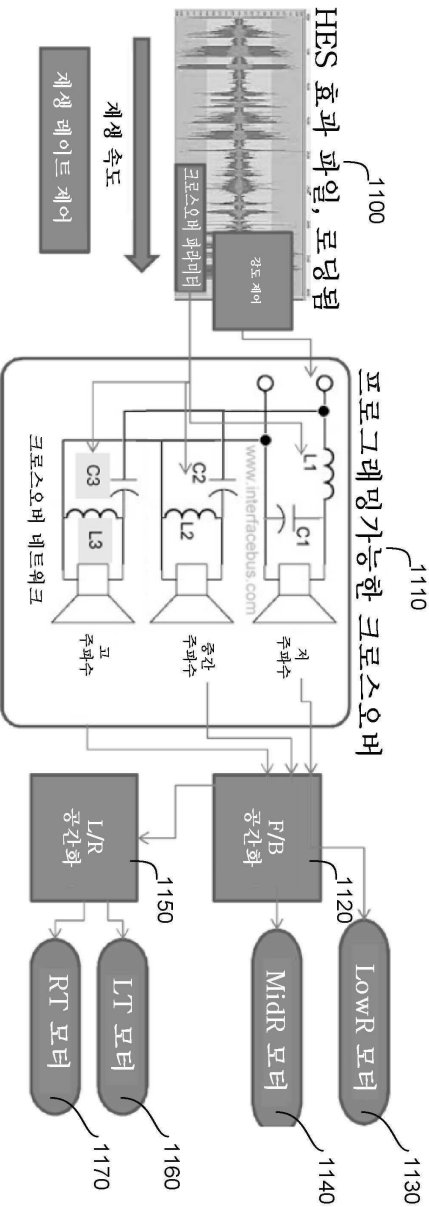 1100
HES 효과 파일, 로딩됨
강도 제어
크로스오버 파라미터
재생 속도
재생 레이트 제어
1110
프로그래밍가능한 크로스오버
L1
C1
www.interfacebus.com
C2
L2
C3
L3
저
주파수
중간
주파수
고
주파수
크로스오버 네트워크
F/B
공간화
1120
L/R
공간화
1150
LowR 모터
1130
MidR 모터
1140
LT 모터
1160
RT 모터
1170